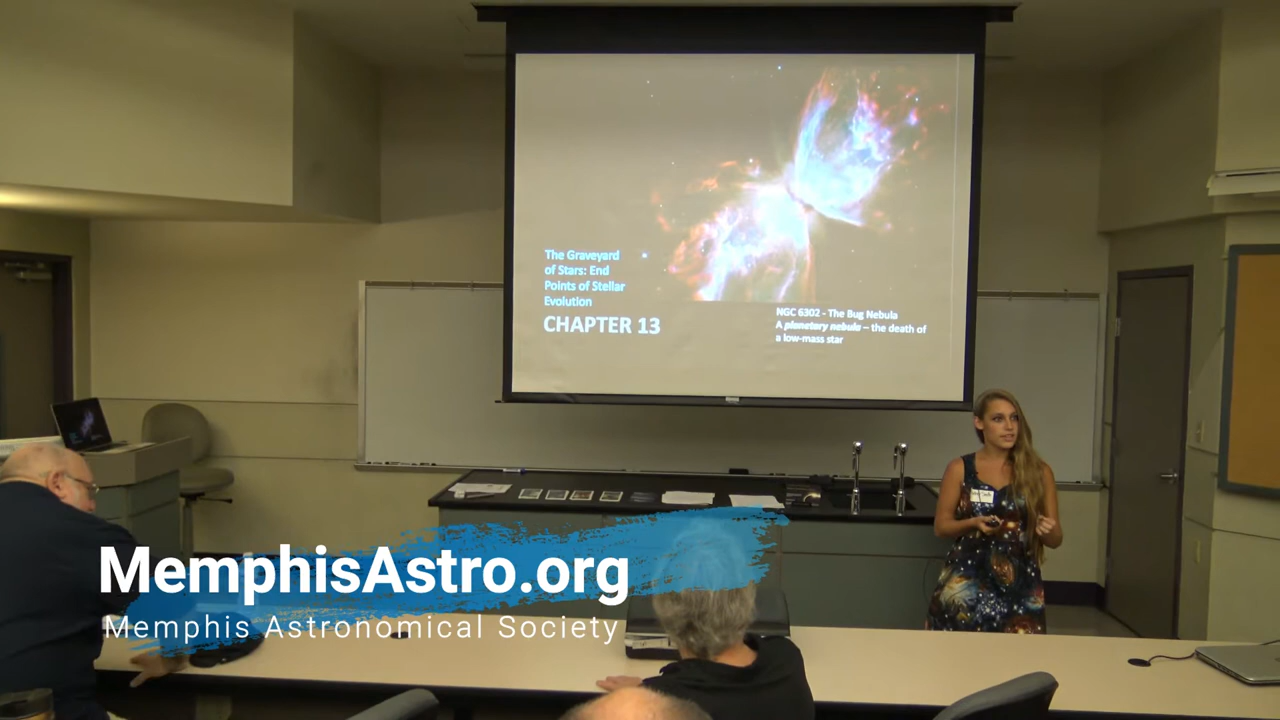 The Graveyard
of Stars: End
Points of Stellar
Evolution
CHAPTER 13
NGC 6302 - The Bug Nebula
A planetary nebula – the death of
a low-mass star
MemphisAstro.org
Memphis Astronomical Society